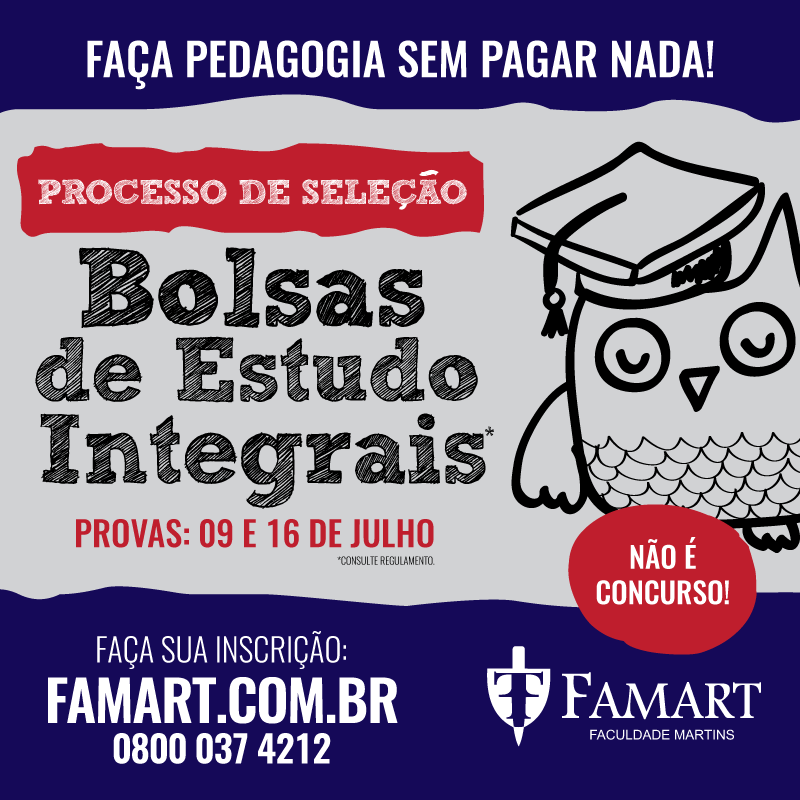 FAÇA PEDAGOGIA SEM PAGAR NADA!
PROCESSO DE SELEÇÃO
Bolsas
de Estudo
Integrais*
PROVAS: 09 E 16 DE JULHO
*CONSULTE REGULAMENTO.
NÃO É
CONCURSO!
FAÇA SUA INSCRIÇÃO:
FAMART.COM.BR
0800 037 4212
FAMART
FACULDADE MARTINS